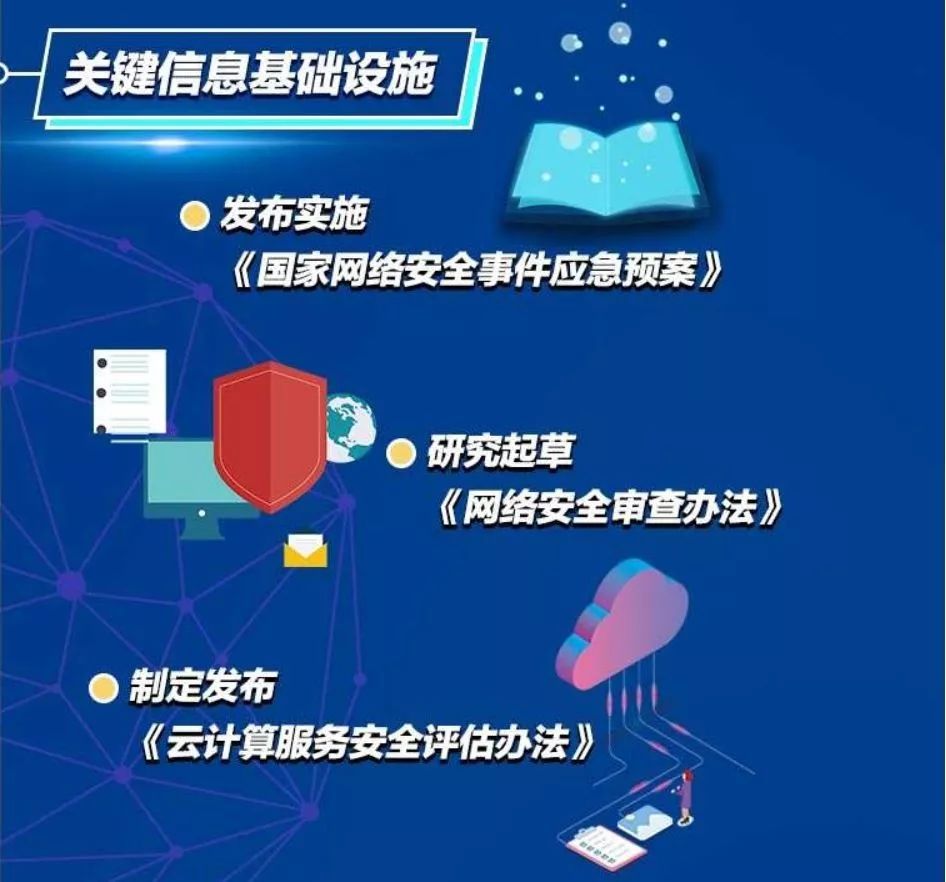 关键信息基础设施
发布实施
《国家网络安全事件应急预案》
研究起草
《网络安全审查办法》
制定发布
《云计算服务安全评估办法》